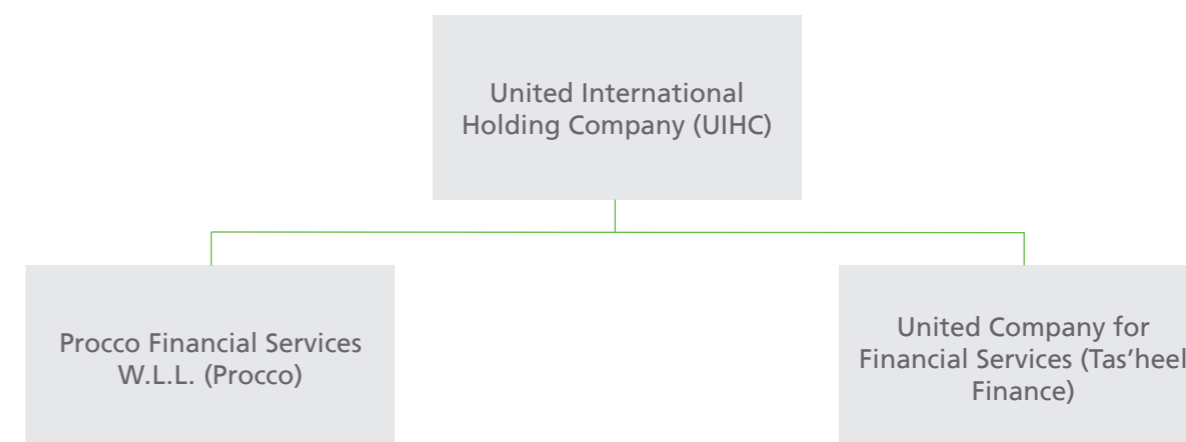 United International
Holding Company (UIHC)
Procco Financial Services
W.L.L. (Procco)
United Company for
Financial Services (Tas’heel
Finance)